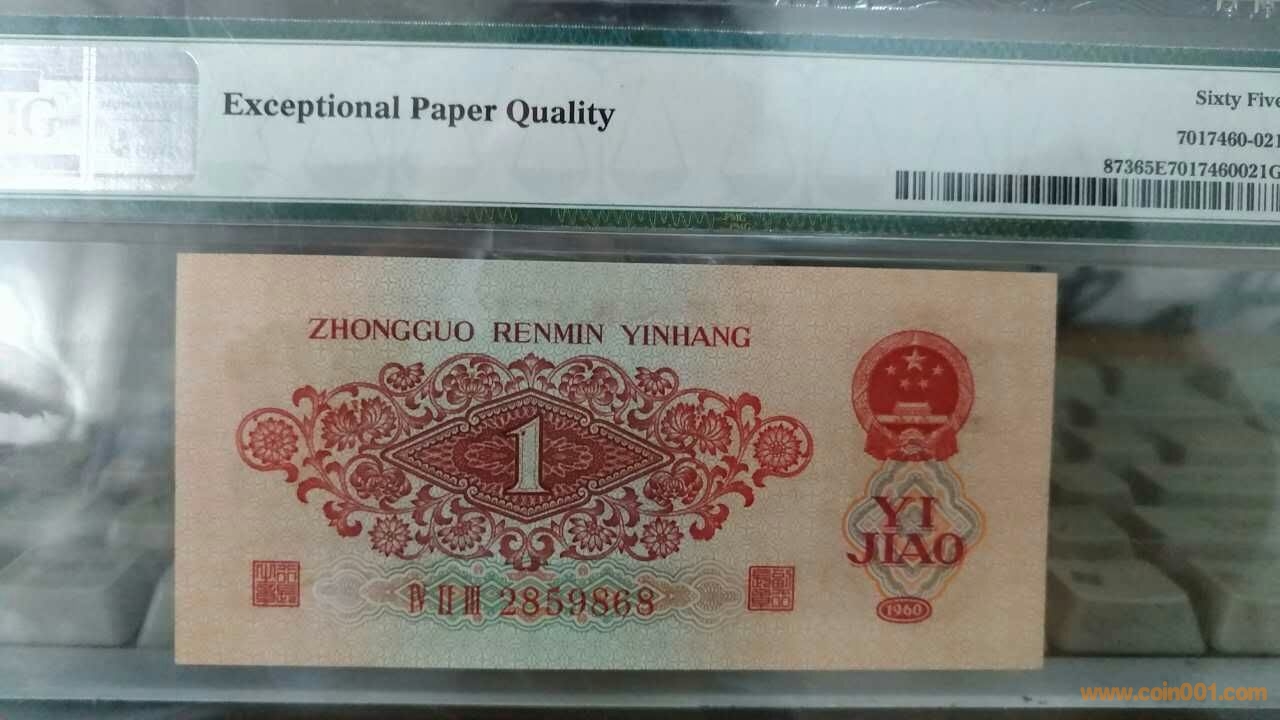 Exceptional Paper Quality
Sixty Five
7017460-021
87365E7017460021G
ZHONGGUO RENMIN YINHANG
1
YI
JIAO
IV II III 2859868
1960
www.coin001.com